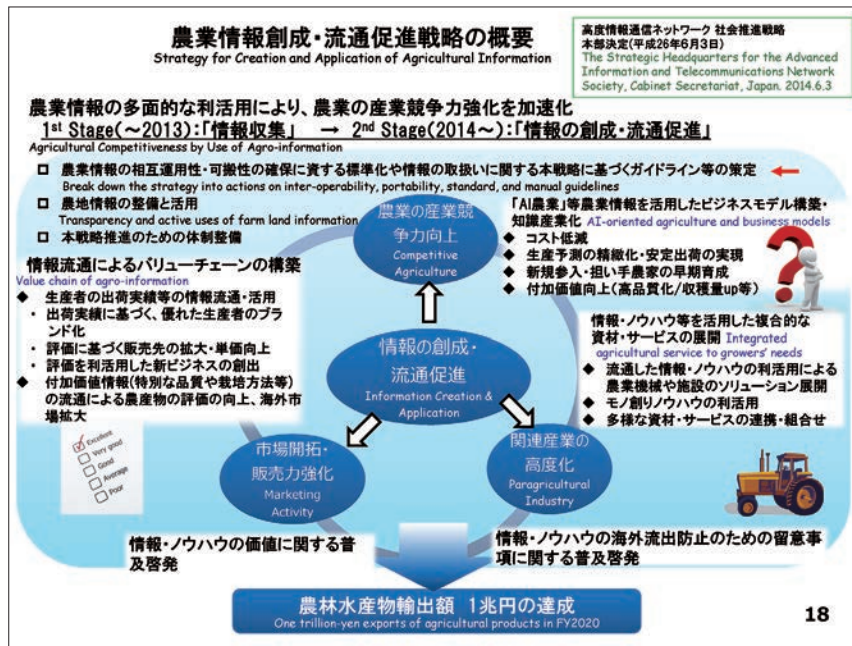 農業情報創成・流通促進戦略の概要
Strategy for Creation and Application of Agricultural Information
高度情報通信ネットワーク 社会推進戦略
本部決定(平成26年6月3日)
The Strategic Headquarters for the Advanced
Information and Telecommunications Network
Society, Cabinet Secretariat, Japan. 2014.6.3
農業情報の多面的な利活用により、農業の産業競争力強化を加速化
1st Stage(～2013):「情報収集」 → 2nd Stage(2014～):「情報の創成・流通促進」
Agricultural Competitiveness by Use of Agro-information
□ 農業情報の相互運用性・可搬性の確保に資する標準化や情報の取扱いに関する本戦略に基づくガイドライン等の策定
Break down the strategy into actions on inter-operability, portability, standard, and manual guidelines
□ 農地情報の整備と活用
Transparency and active uses of farm land information
□ 本戦略推進のための体制整備
農業の産業競
争力向上
Competitive
Agriculture
「AI農業」等農業情報を活用したビジネスモデル構築・
知識産業化 AI-oriented agriculture and business models
◆ コスト低減
◆ 生産予測の精緻化・安定出荷の実現
◆ 新規参入・担い手農家の早期育成
◆ 付加価値向上(高品質化/収穫量up等)
情報流通によるバリューチェーンの構築
Value chain of agro-information
◆ 生産者の出荷実績等の情報流通・活用
・ 出荷実績に基づく、優れた生産者のブラ
ンド化
・ 評価に基づく販売先の拡大・単価向上
・ 評価を利活用した新ビジネスの創出
◆ 付加価値情報(特別な品質や栽培方法等)
の流通による農産物の評価の向上、海外市
場拡大
情報の創成・
流通促進
Information Creation &
Application
情報・ノウハウ等を活用した複合的な
資材・サービスの展開 Integrated
agricultural service to growers' needs
◆ 流通した情報・ノウハウの利活用による
農業機械や施設のソリューション展開
◆ モノ創りノウハウの利活用
◆ 多様な資材・サービスの連携・組合せ
Excellent
Very good
Good
Average
Poor
市場開拓・
販売力強化
Marketing
Activity
関連産業の
高度化
Paragricultural
Industry
情報・ノウハウの価値に関する普
及啓発
情報・ノウハウの海外流出防止のための留意事
項に関する普及啓発
農林水産物輸出額 1兆円の達成
One trillion-yen exports of agricultural products in FY2020
18